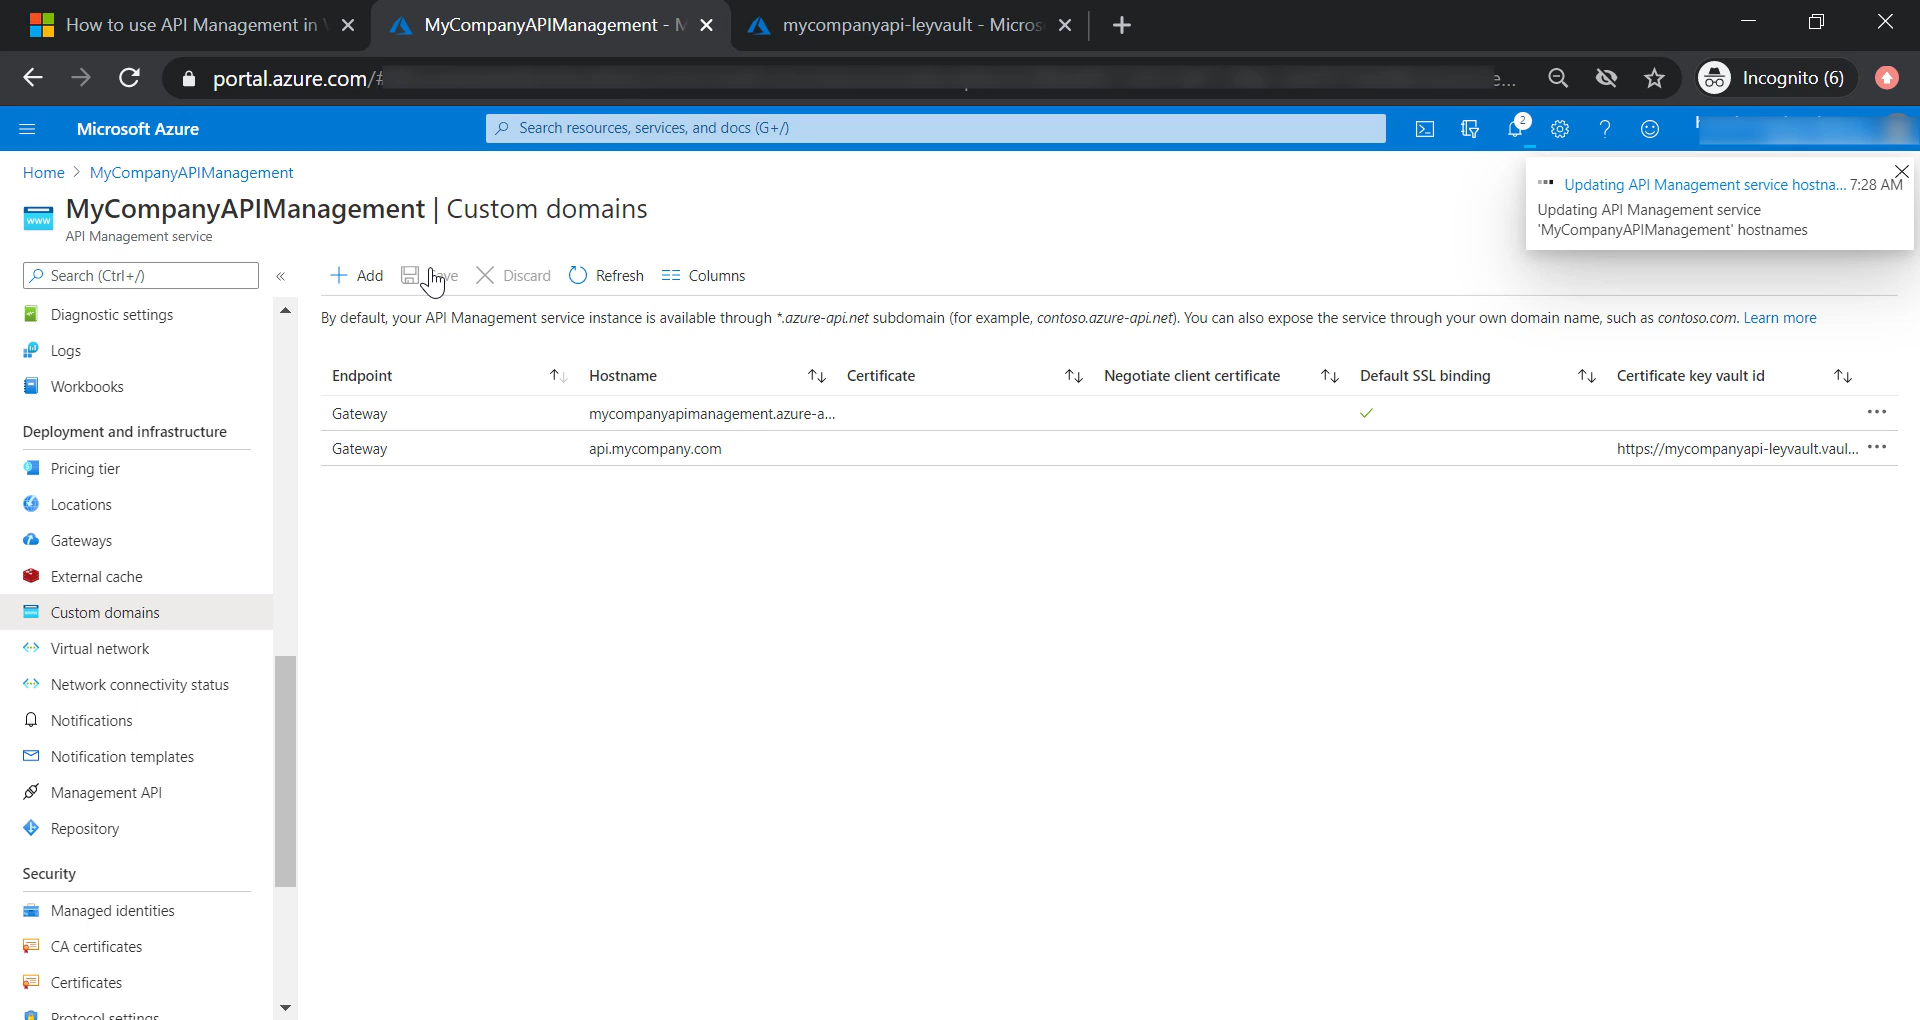 How to use API Management in
MyCompanyAPIManagement -
mycompanyapi-leyvault - Micros
portal.azure.com/#
e...
Incognito (6)
Microsoft Azure
Search resources, services, and docs (G+/)
2
Home > MyCompanyAPIManagement
Updating API Management service hostna... 7:28 AM
Updating API Management service
'MyCompanyAPIManagement' hostnames
www
MyCompanyAPIManagement | Custom domains
API Management service
Search (Ctrl+/)
«
Add
Discard
Refresh
Columns
By default, your API Management service instance is available through *.azure-api.net subdomain (for example, contoso.azure-api.net). You can also expose the service through your own domain name, such as contoso.com. Learn more
Endpoint Hostname Certificate Negotiate client certificate Default SSL binding Certificate key vault id
Gateway mycompanyapimanagement.azure-a...
Gateway api.mycompany.com https://mycompanyapi-leyvault.vaul...
Diagnostic settings
Logs
Workbooks
Deployment and infrastructure
Pricing tier
Locations
Gateways
External cache
Custom domains
Virtual network
Network connectivity status
Notifications
Notification templates
Management API
Repository
Security
Managed identities
CA certificates
Certificates
Protocol settings